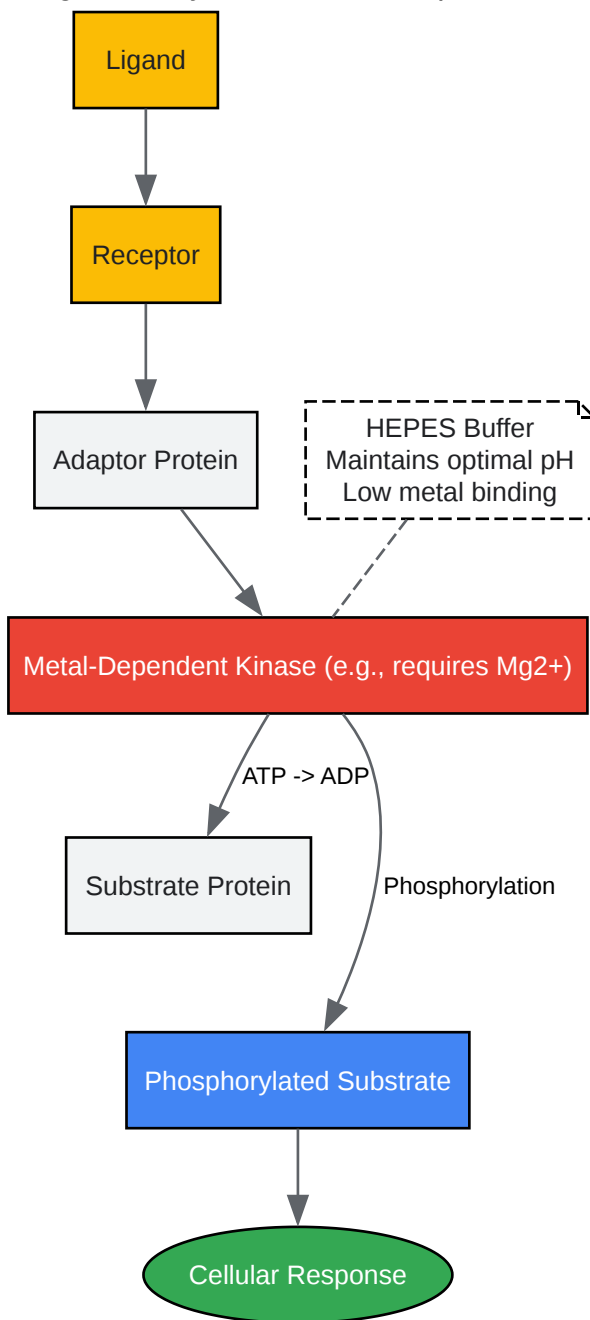 Ligand
Receptor
Adaptor Protein
HEPES Buffer
Maintains optimal pH
Low metal binding
Metal-Dependent Kinase (e.g., requires Mg2+)
ATP -> ADP
Substrate Protein
Phosphorylation
Phosphorylated Substrate
Cellular Response